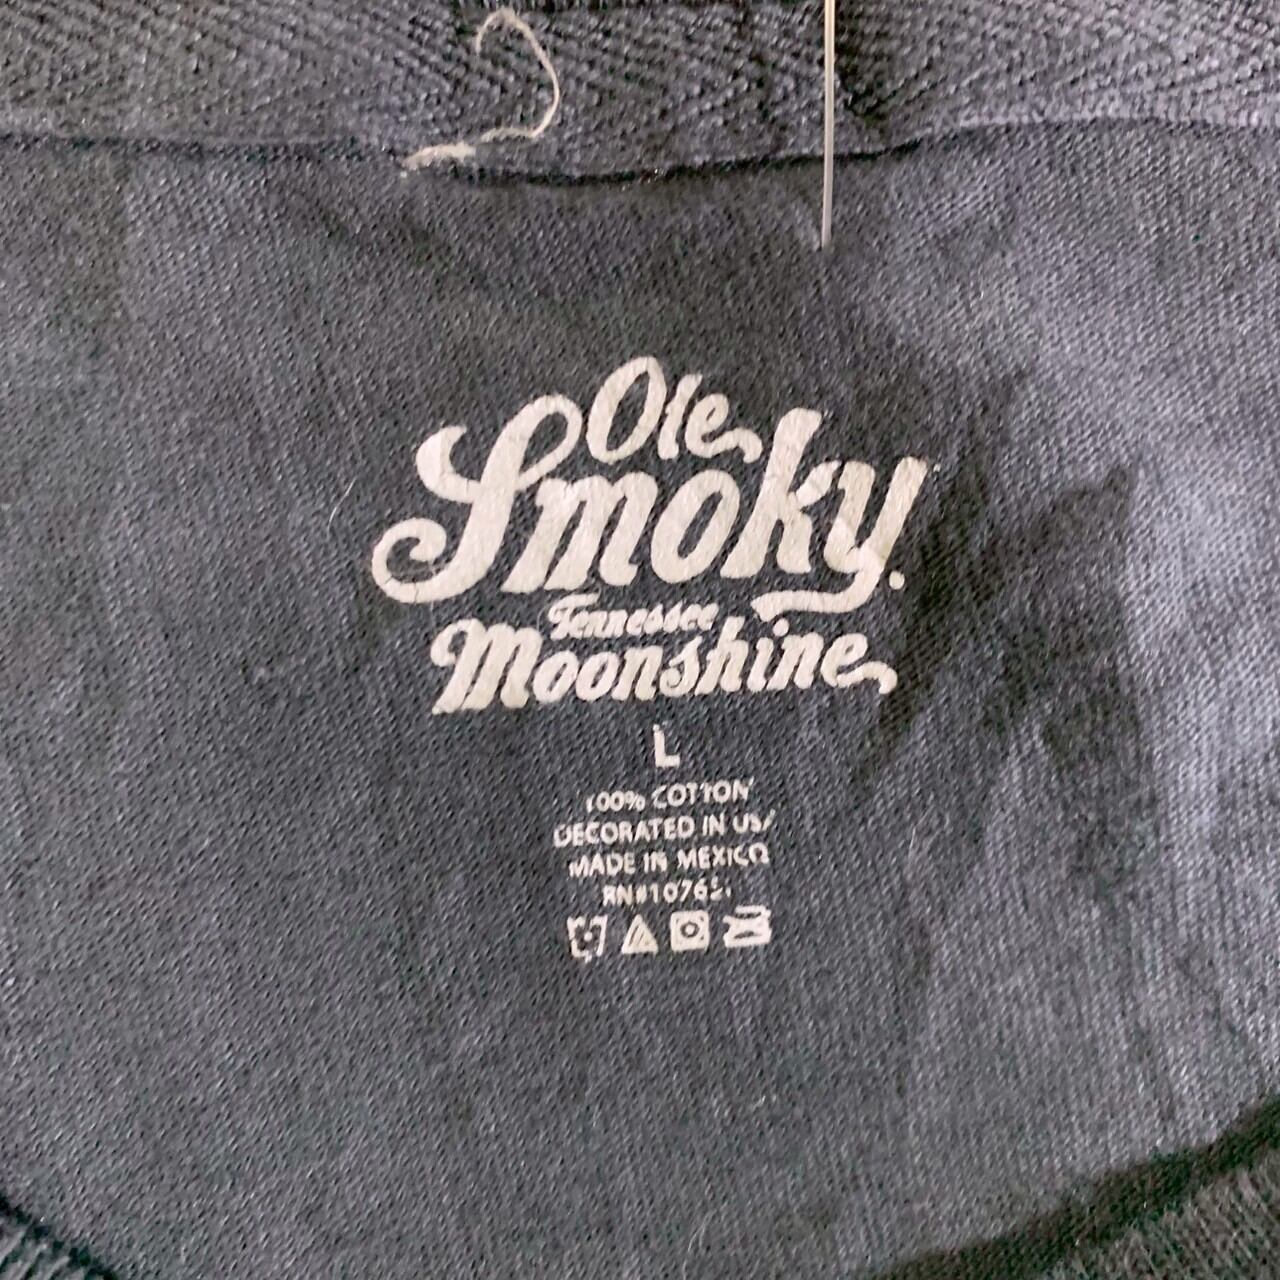 Ole
Smoky.
Tennessee
Moonshine
L
100% COTTON
DECORATED IN USA
MADE IN MEXICO